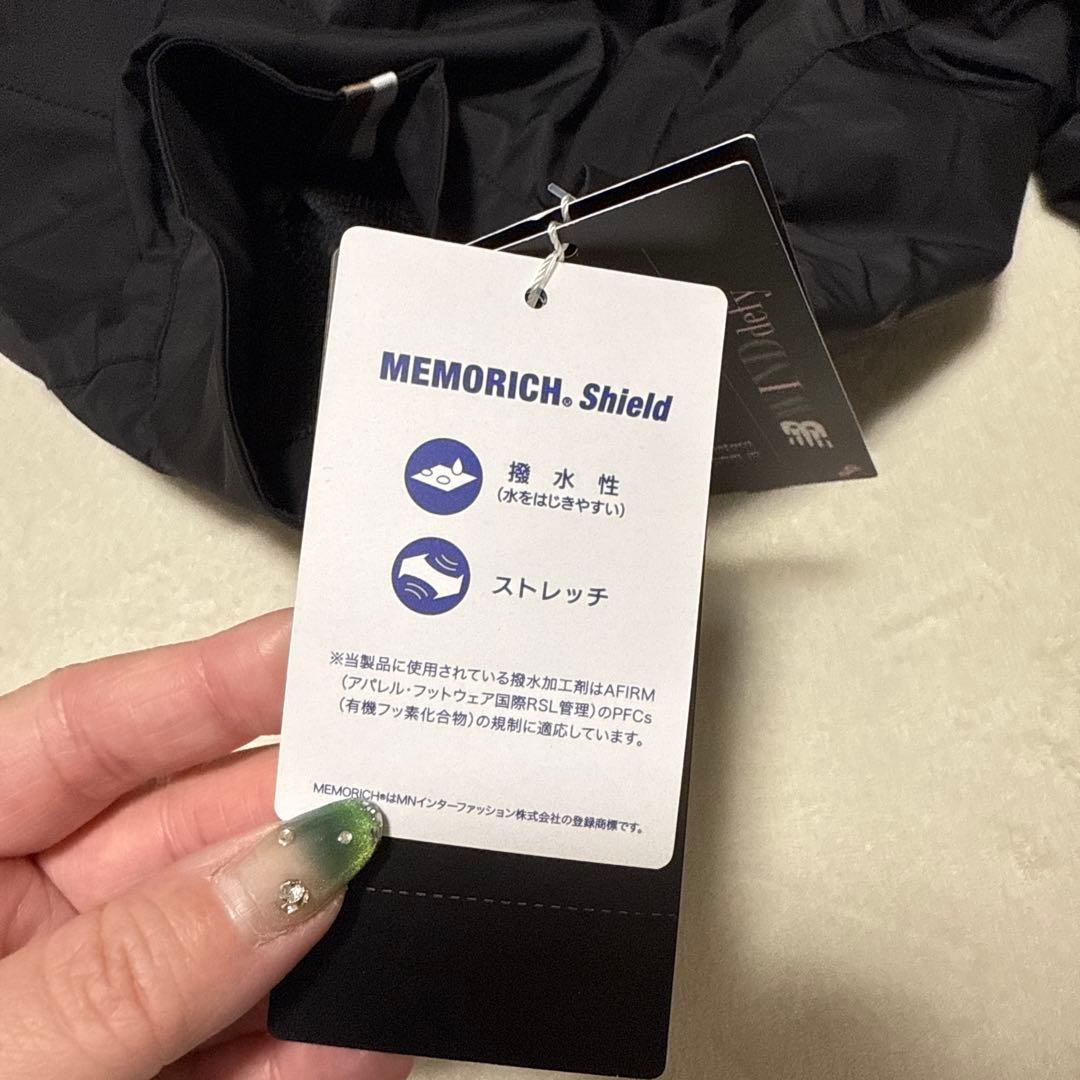 MEMORICH® Shield
撥水性
(水をはじきやすい)
ストレッチ
※当製品に使用されている撥水加工剤はAFIRM
(アパレル・フットウェア国際RSL管理)のPFCs
(有機フッ素化合物)の規制に適応しています。
MEMORICH®はMNインターファッション株式会社の登録商標です。